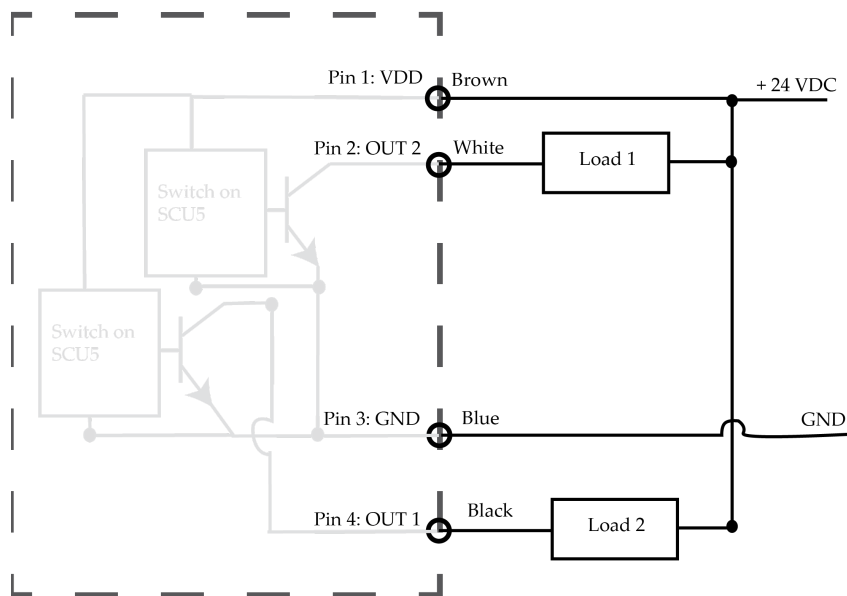 Pin 1: VDD
Brown
+ 24 VDC
Pin 2: OUT 2
White
Load 1
Switch on
SCU5
Switch on
SCU5
Pin 3: GND
Blue
GND
Pin 4: OUT 1
Black
Load 2